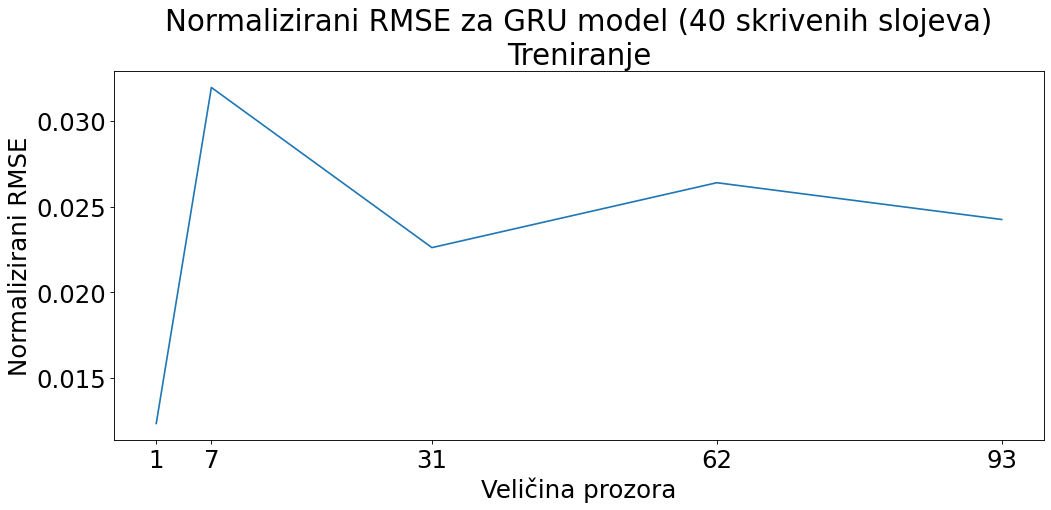 Normalizirani RMSE za GRU model (40 skrivenih slojeva)
Treniranje
Normalizirani RMSE
0.030
0.025
0.020
0.015
1 7 31 62 93
Veličina prozora